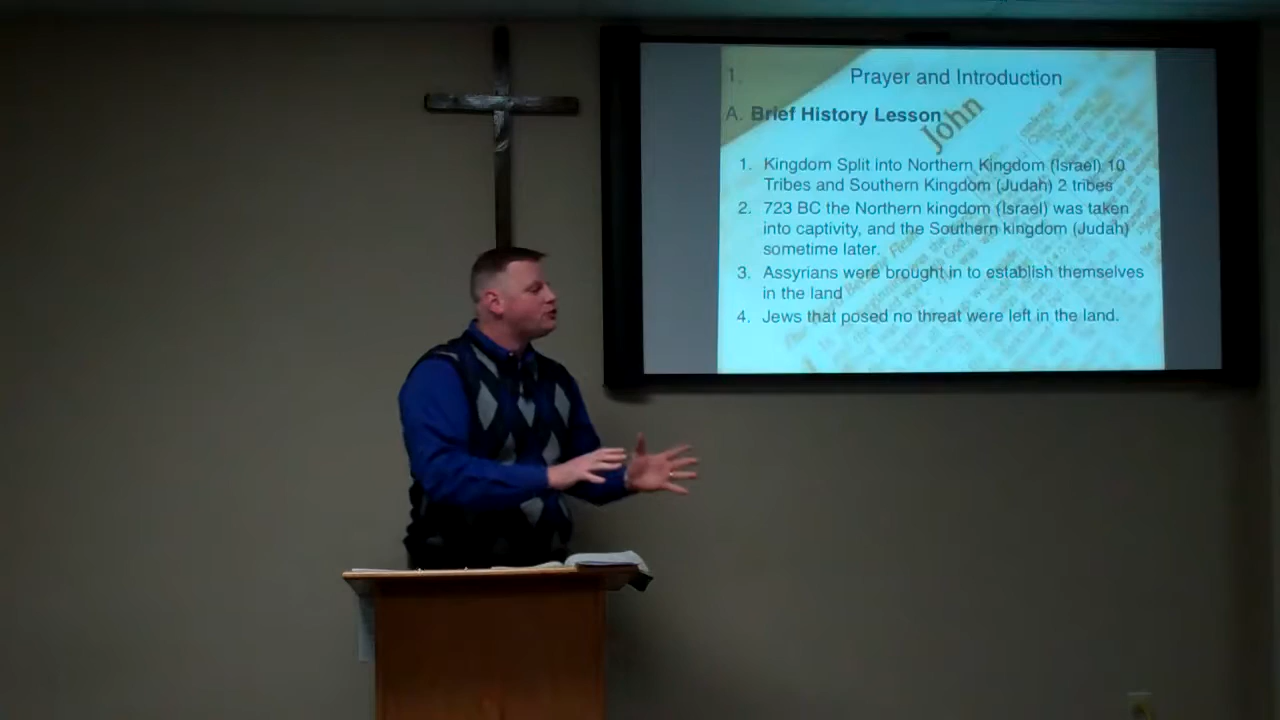 1. Prayer and Introduction
A. Brief History Lesson
John
1. Kingdom Split into Northern Kingdom (Israel) 10
Tribes and Southern Kingdom (Judah) 2 tribes
2. 723 BC the Northern kingdom (Israel) was taken
into captivity, and the Southern kingdom (Judah)
sometime later.
3. Assyrians were brought in to establish themselves
in the land
4. Jews that posed no threat were left in the land.